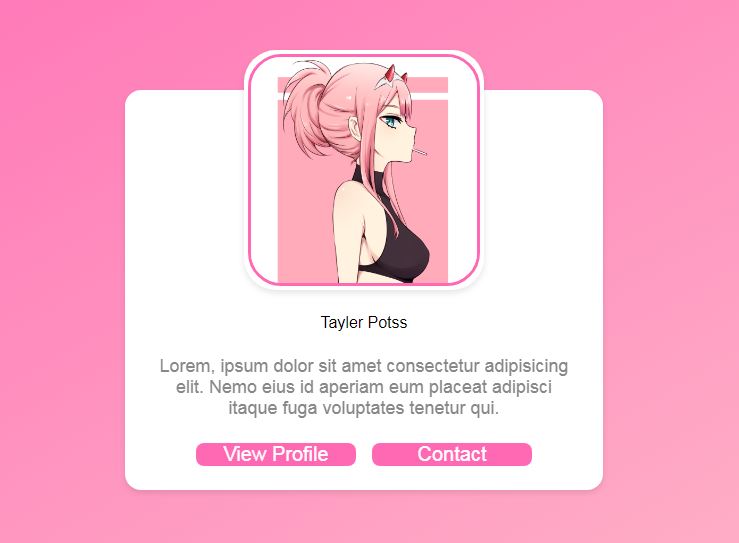 Tayler Potss
Lorem, ipsum dolor sit amet consectetur adipisicing
elit. Nemo eius id aperiam eum placeat adipisci
itaque fuga voluptates tenetur qui.
View Profile
Contact